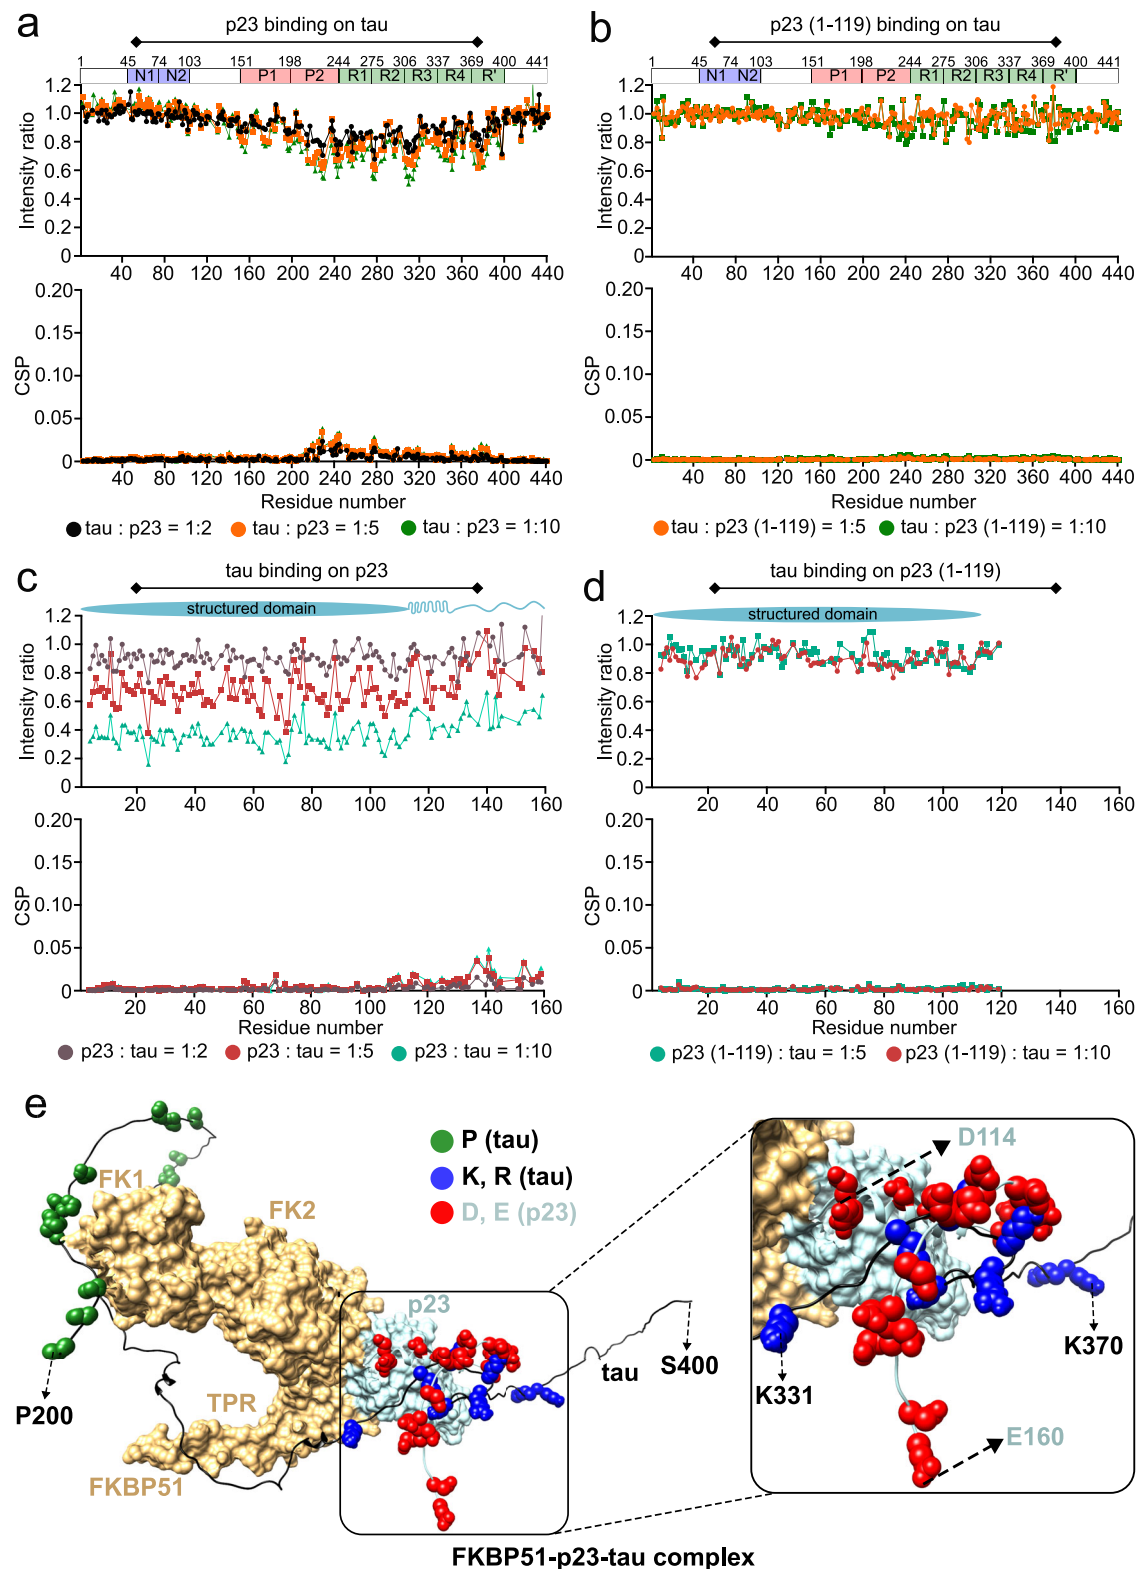 a
p23 binding on tau
1 45 74 103 151 198 244 275 306 337 369 400 441
N1 N2 P1 P2 R1 R2 R3 R4 R'
Intensity ratio
1.2
1.0
0.8
0.6
0.4
0.2
0
40 80 120 160 200 240 280 320 360 400 440
CSP
0.20
0.15
0.10
0.05
0
40 80 120 160 200 240 280 320 360 400 440
Residue number
tau : p23 = 1:2 tau : p23 = 1:5 tau : p23 = 1:10
b
p23 (1-119) binding on tau
1 45 74 103 151 198 244 275 306 337 369 400 441
N1 N2 P1 P2 R1 R2 R3 R4 R'
Intensity ratio
1.2
1.0
0.8
0.6
0.4
0.2
0
40 80 120 160 200 240 280 320 360 400 440
CSP
0.20
0.15
0.10
0.05
0
40 80 120 160 200 240 280 320 360 400 440
Residue number
tau : p23 (1-119) = 1:5 tau : p23 (1-119) = 1:10
c
tau binding on p23
structured domain
Intensity ratio
1.2
1.0
0.8
0.6
0.4
0.2
0
20 40 60 80 100 120 140 160
CSP
0.20
0.15
0.10
0.05
0
20 40 60 80 100 120 140 160
Residue number
p23 : tau = 1:2 p23 : tau = 1:5 p23 : tau = 1:10
d
tau binding on p23 (1-119)
structured domain
Intensity ratio
1.2
1.0
0.8
0.6
0.4
0.2
0
20 40 60 80 100 120 140 160
CSP
0.20
0.15
0.10
0.05
0
20 40 60 80 100 120 140 160
Residue number
p23 (1-119) : tau = 1:5 p23 (1-119) : tau = 1:10
e
P (tau)
K, R (tau)
D, E (p23)
FK1
FK2
p23
TPR
P200
FKBP51
tau
S400
D114
K331
K370
E160
FKBP51-p23-tau complex